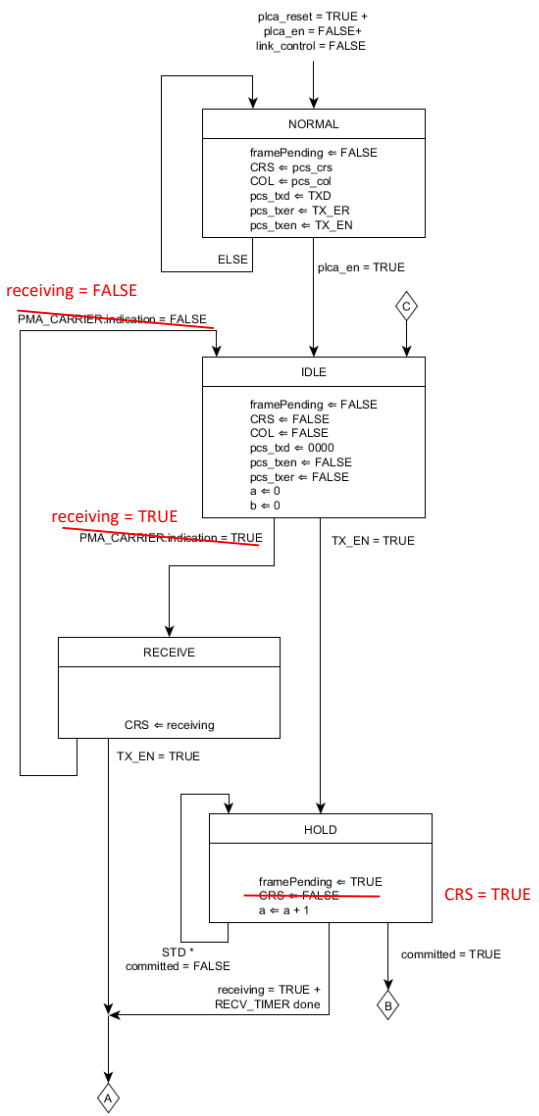 plca_reset = TRUE +
plca_en = FALSE+
link_control = FALSE
NORMAL
framePending ⇐ FALSE
CRS ⇐ pcs_crs
COL ⇐ pcs_col
pcs_txd ⇐ TXD
pcs_txer ⇐ TX_ER
pcs_txen ⇐ TX_EN
ELSE
plca_en = TRUE
receiving = FALSE
PMA_CARRIER.indication = FALSE
C
IDLE
framePending ⇐ FALSE
CRS ⇐ FALSE
COL ⇐ FALSE
pcs_txd ⇐ 0000
pcs_txen ⇐ FALSE
pcs_txer ⇐ FALSE
a ⇐ 0
b ⇐ 0
receiving = TRUE
PMA_CARRIER.indication = TRUE
TX_EN = TRUE
RECEIVE
CRS ⇐ receiving
TX_EN = TRUE
HOLD
framePending ⇐ TRUE
CRS ⇐ FALSE
a ⇐ a + 1
CRS = TRUE
STD *
committed = FALSE
committed = TRUE
receiving = TRUE +
RECV_TIMER done
B
A